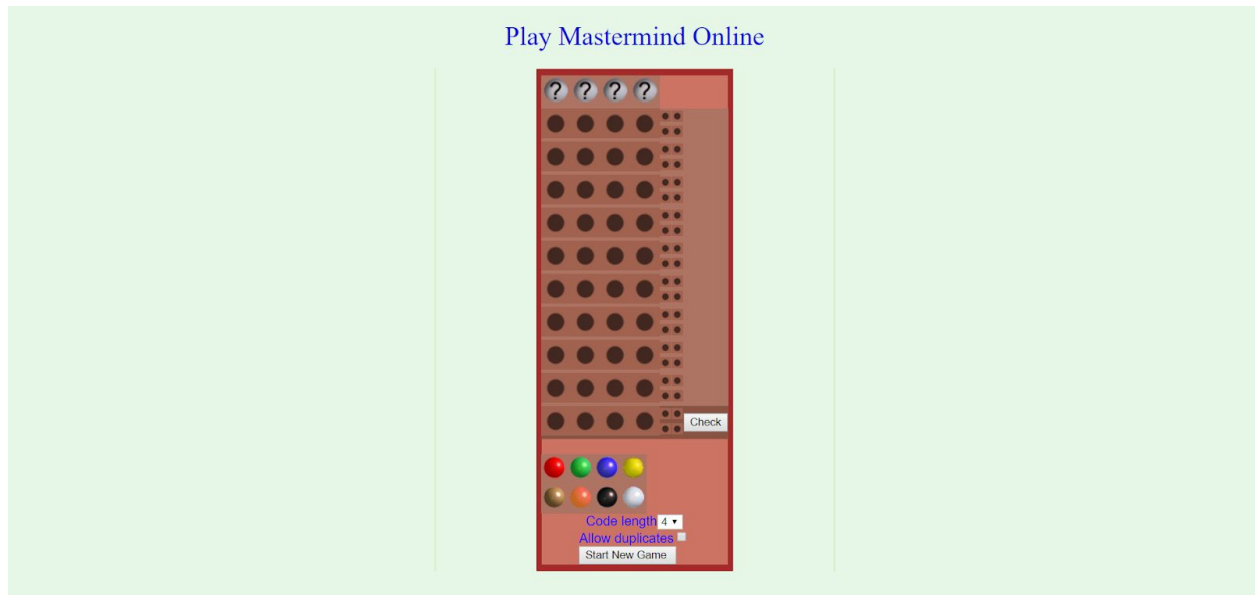 Play Mastermind Online
? ? ? ?
Check
Code length 4
Allow duplicates
Start New Game